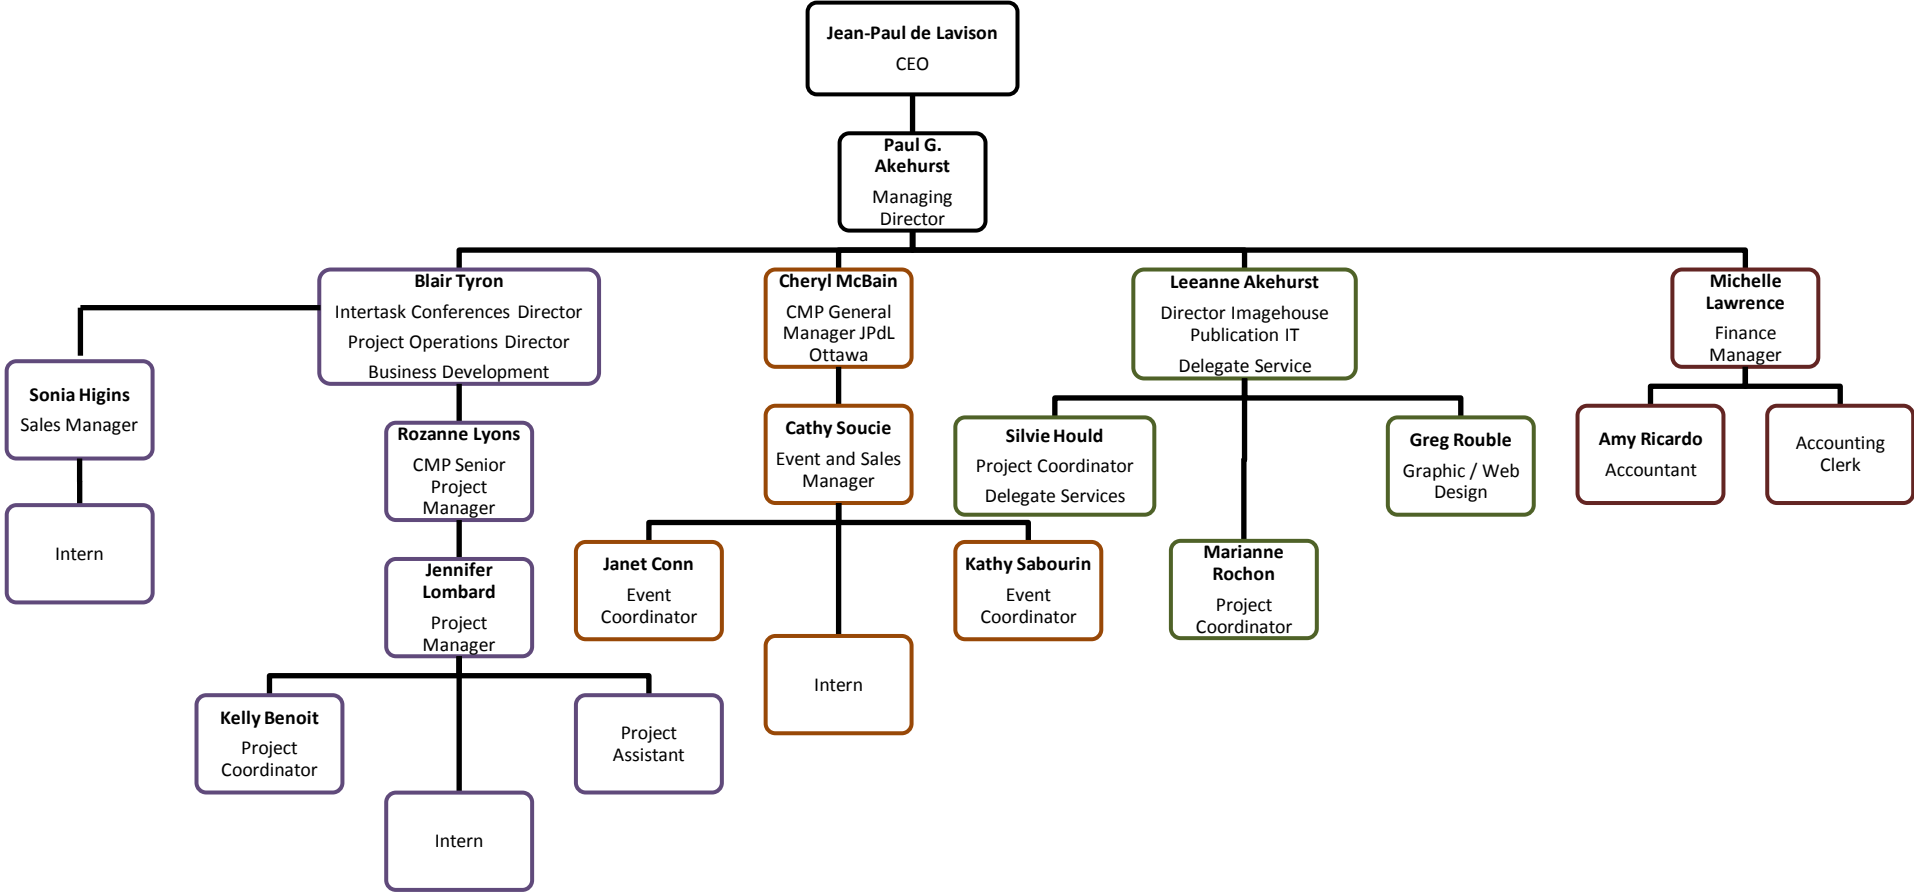 Jean-Paul de Lavison
CEO
Paul G.
Akehurst
Managing
Director
Blair Tyron
Intertask Conferences Director
Project Operations Director
Business Development
Cheryl McBain
CMP General
Manager JPdL
Ottawa
Leeanne Akehurst
Director Imagehouse
Publication IT
Delegate Service
Michelle
Lawrence
Finance
Manager
Sonia Higins
Sales Manager
Rozanne Lyons
CMP Senior
Project
Manager
Cathy Soucie
Event and Sales
Manager
Silvie Hould
Project Coordinator
Delegate Services
Greg Rouble
Graphic / Web
Design
Amy Ricardo
Accountant
Accounting
Clerk
Intern
Jennifer
Lombard
Project
Manager
Janet Conn
Event
Coordinator
Kathy Sabourin
Event
Coordinator
Marianne
Rochon
Project
Coordinator
Intern
Kelly Benoit
Project
Coordinator
Project
Assistant
Intern